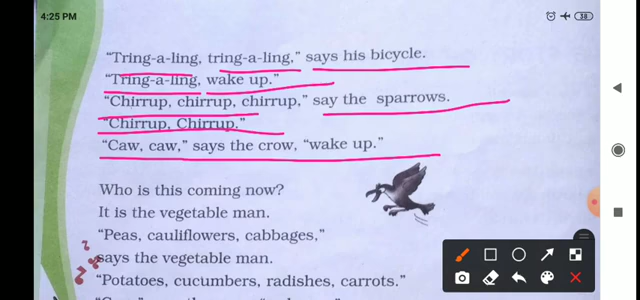 4:25 PM
38
"Tring-a-ling, tring-a-ling," says his bicycle.
"Tring-a-ling, wake up."
"Chirrup, chirrup, chirrup," say the sparrows.
"Chirrup, Chirrup."
"Caw, caw," says the crow, "wake up."
Who is this coming now?
It is the vegetable man.
"Peas, cauliflowers, cabbages,"
says the vegetable man.
"Potatoes, cucumbers, radishes, carrots."